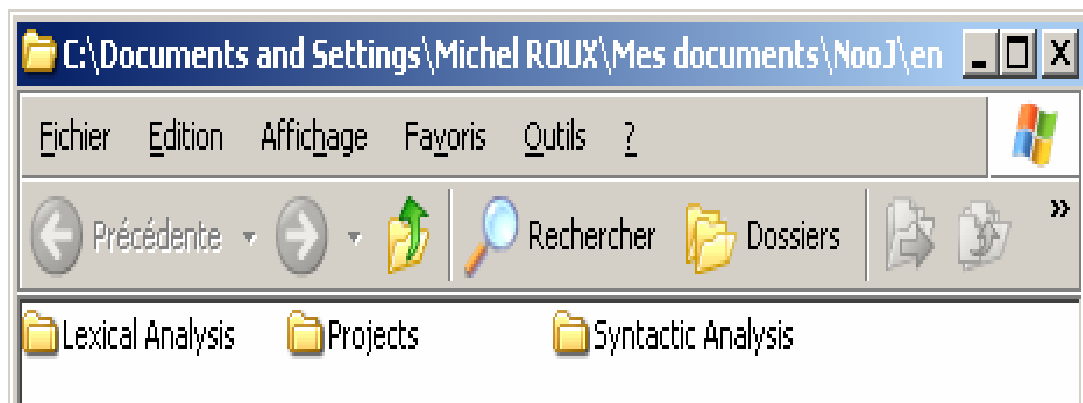 C:\Documents and Settings\Michel ROUX\Mes documents\NooJ\en
Fichier Edition Affichage Favoris Outils ?
Précédente Rechercher Dossiers »
Lexical Analysis Projects Syntactic Analysis